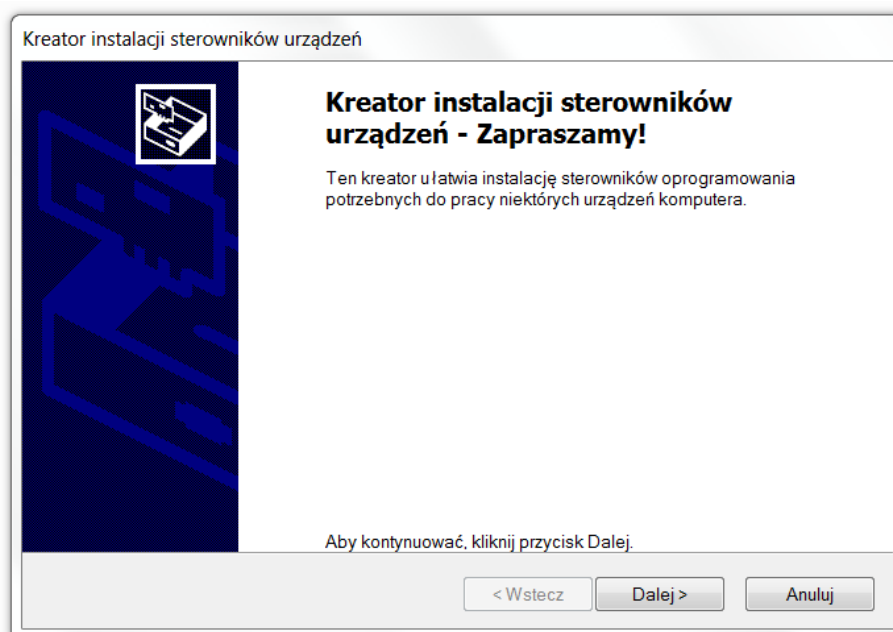 Kreator instalacji sterowników urządzeń
Kreator instalacji sterowników
urządzeń - Zapraszamy!
Ten kreator ułatwia instalację sterowników oprogramowania
potrzebnych do pracy niektórych urządzeń komputera.
Aby kontynuować, kliknij przycisk Dalej.
< Wstecz
Dalej >
Anuluj